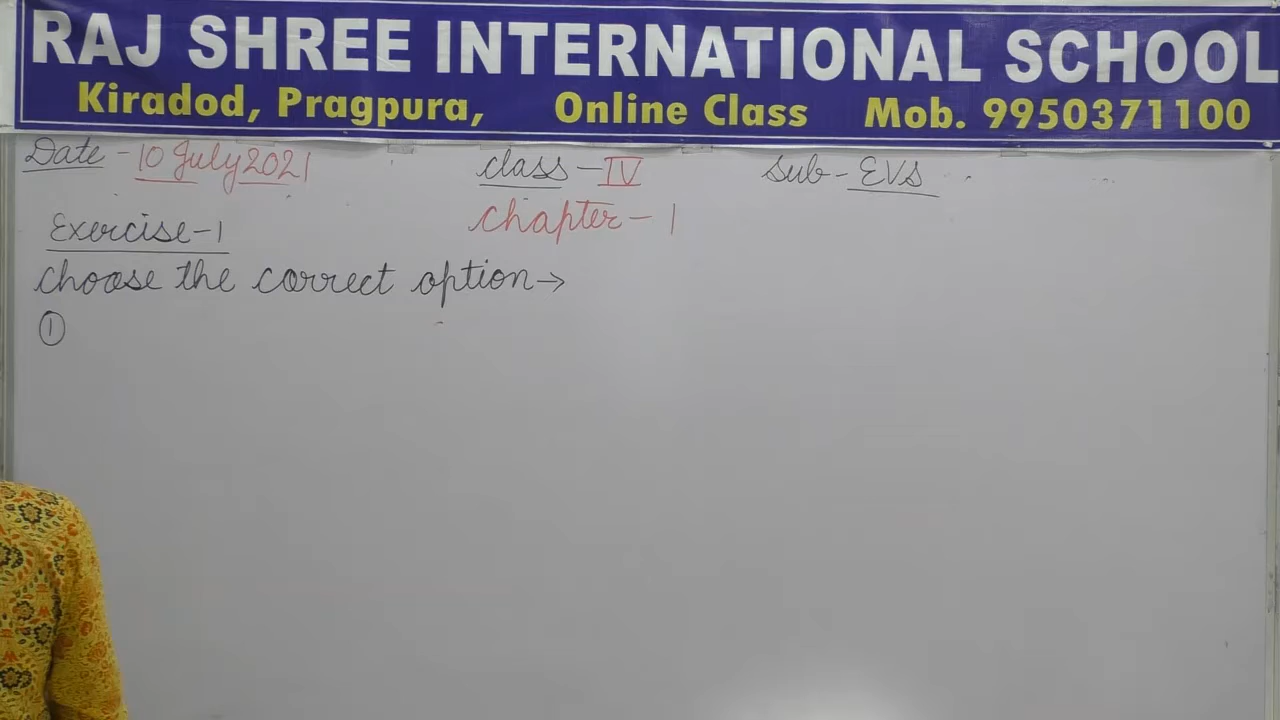 RAJ SHREE INTERNATIONAL SCHOOL
Kiradod, Pragpura, Online Class Mob. 9950371100
Date - 10 July 2021 class - IV Sub - EVS
chapter - 1
Exercise - 1
choose the correct option →
①